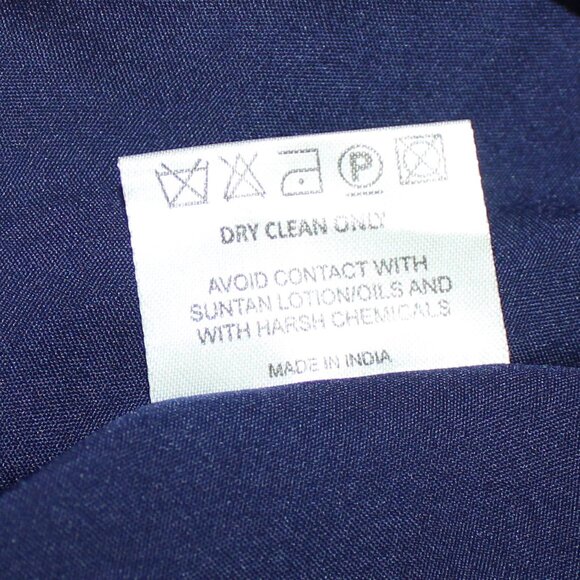 P
DRY CLEAN ONLY
AVOID CONTACT WITH
SUNTAN LOTION/OILS AND
WITH HARSH CHEMICALS
MADE IN INDIA